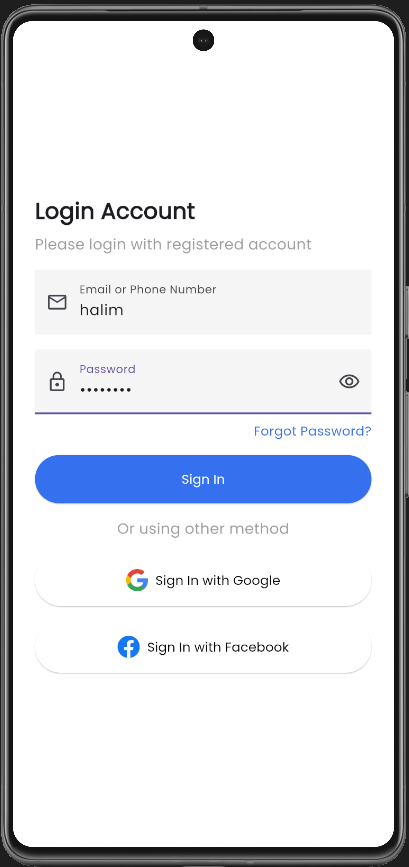 Login Account
Please login with registered account
Email or Phone Number
halim
Password
••••••••
Forgot Password?
Sign In
Or using other method
Sign In with Google
Sign In with Facebook